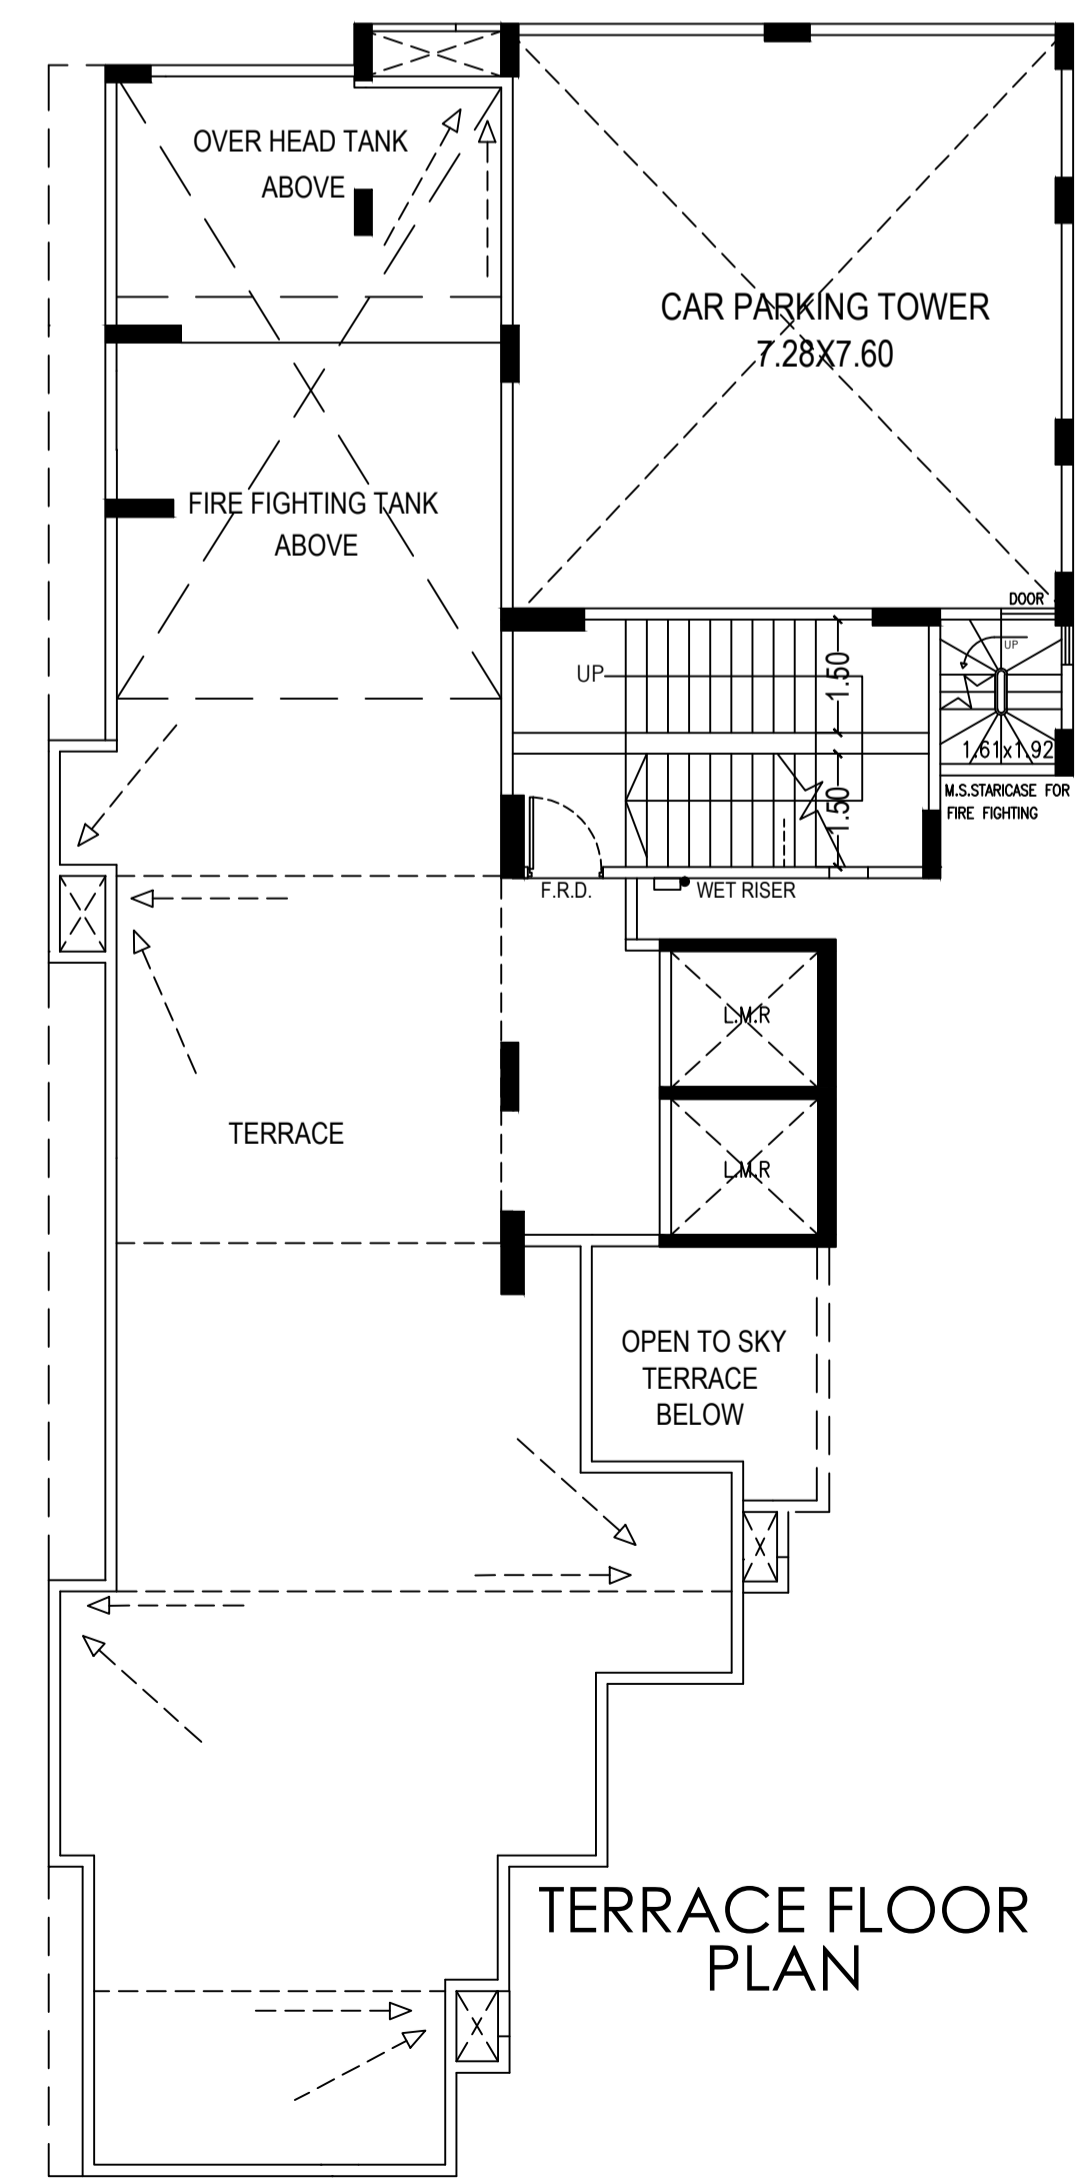 OVER HEAD TANK
ABOVE
CAR PARKING TOWER
7.28X7.60
FIRE FIGHTING TANK
ABOVE
DOOR
UP
UP
1.50
1.61x1.92
M.S.STARICASE FOR
FIRE FIGHTING
1.50
F.R.D.
WET RISER
L.M.R
TERRACE
L.M.R
OPEN TO SKY
TERRACE
BELOW
TERRACE FLOOR
PLAN